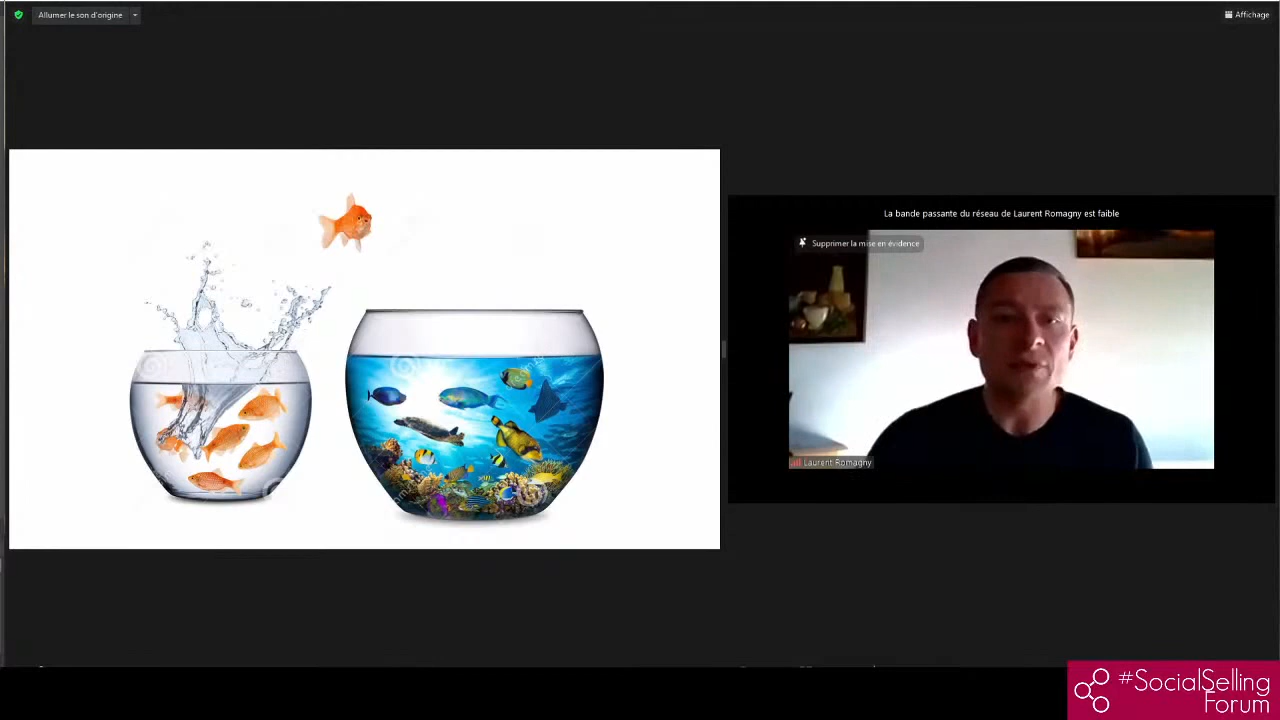 Allumer le son d'origine
Affichage
La bande passante du réseau de Laurent Romagny est faible
Supprimer la mise en évidence
Laurent Romagny
#SocialSelling
Forum